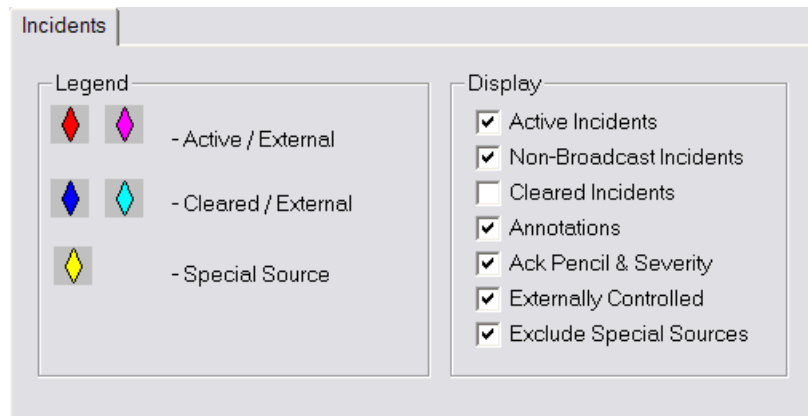 Incidents
Legend
- Active / External
- Cleared / External
- Special Source
Display
Active Incidents
Non-Broadcast Incidents
Cleared Incidents
Annotations
Ack Pencil & Severity
Externally Controlled
Exclude Special Sources